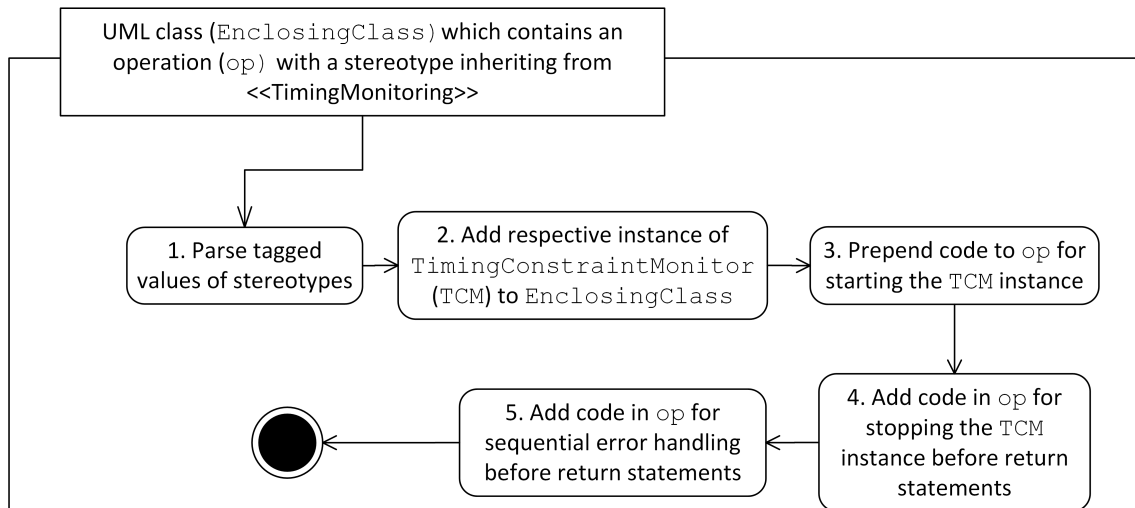 UML class (EnclosingClass) which contains an
operation (op) with a stereotype inheriting from
<<TimingMonitoring>>
1. Parse tagged
values of stereotypes
2. Add respective instance of
TimingConstraintMonitor
(TCM) to EnclosingClass
3. Prepend code to op for
starting the TCM instance
4. Add code in op for
stopping the TCM
instance before return
statements
5. Add code in op for
sequential error handling
before return statements